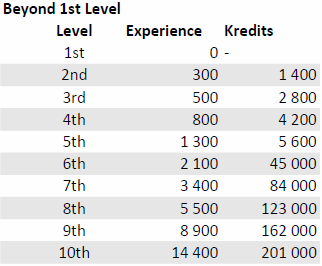 Beyond 1st Level
Level Experience Kredits
1st 0 -
2nd 300 1 400
3rd 500 2 800
4th 800 4 200
5th 1 300 5 600
6th 2 100 45 000
7th 3 400 84 000
8th 5 500 123 000
9th 8 900 162 000
10th 14 400 201 000